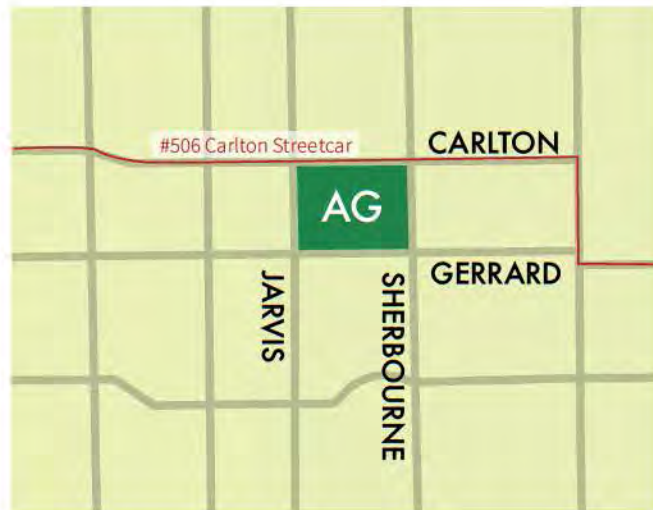 #506 Carlton Streetcar
CARLTON
AG
GERRARD
JARVIS
SHERBOURNE